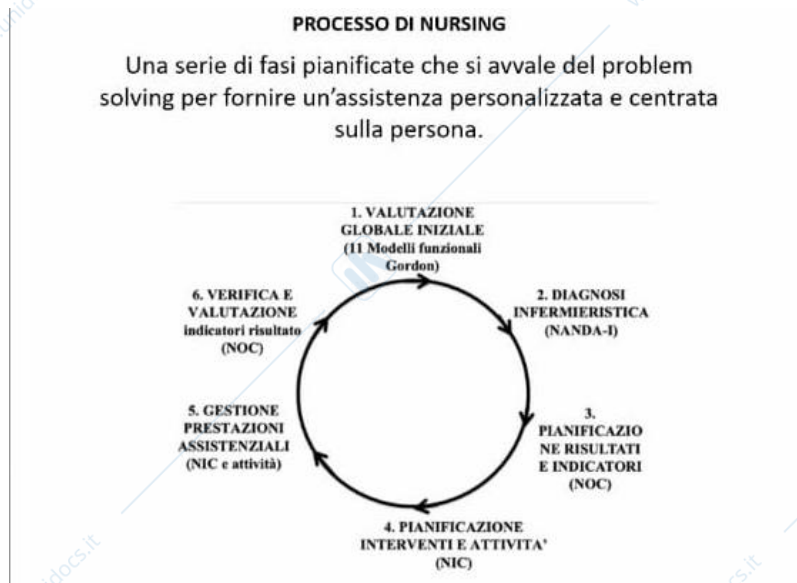 PROCESSO DI NURSING
Una serie di fasi pianificate che si avvale del problem
solving per fornire un'assistenza personalizzata e centrata
sulla persona.
1. VALUTAZIONE
GLOBALE INIZIALE
(11 Modelli funzionali
Gordon)
2. DIAGNOSI
INFERMIERISTICA
(NANDA-I)
3.
PIANIFICAZIO
NE RISULTATI
E INDICATORI
(NOC)
4. PIANIFICAZIONE
INTERVENTI E ATTIVITA'
(NIC)
5. GESTIONE
PRESTAZIONI
ASSISTENZIALI
(NIC e attività)
6. VERIFICA E
VALUTAZIONE
indicatori risultato
(NOC)